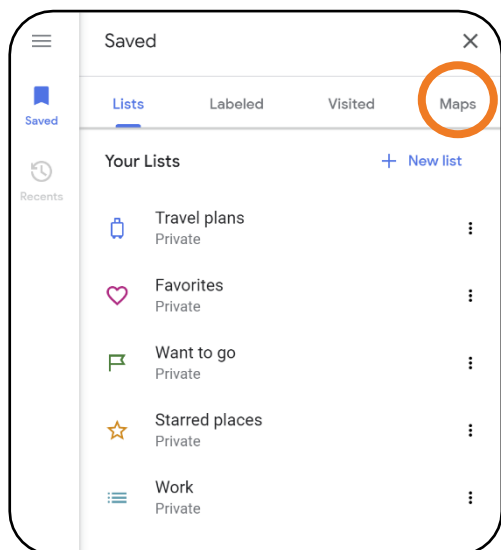 Saved
Saved
Recents
Lists Labeled Visited Maps
Your Lists + New list
Travel plans
Private
Favorites
Private
Want to go
Private
Starred places
Private
Work
Private